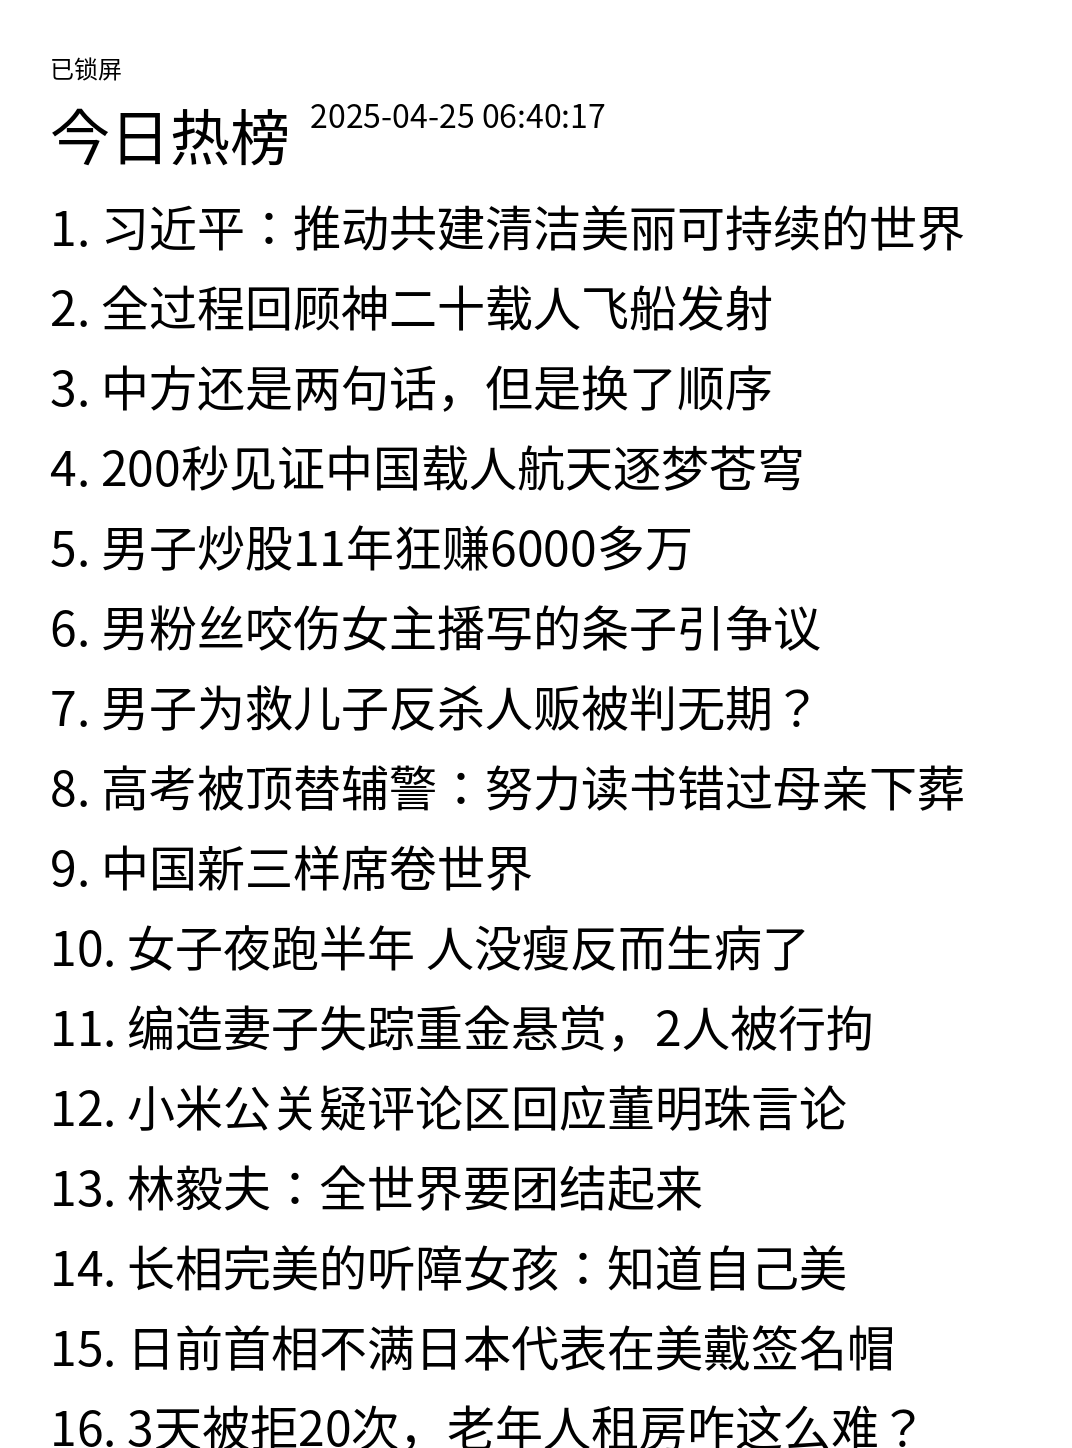 已锁屏
今日热榜 2025-04-25 06:40:17
1. 习近平：推动共建清洁美丽可持续的世界
2. 全过程回顾神二十载人飞船发射
3. 中方还是两句话，但是换了顺序
4. 200秒见证中国载人航天逐梦苍穹
5. 男子炒股11年狂赚6000多万
6. 男粉丝咬伤女主播写的条子引争议
7. 男子为救儿子反杀人贩被判无期？
8. 高考被顶替辅警：努力读书错过母亲下葬
9. 中国新三样席卷世界
10. 女子夜跑半年 人没瘦反而生病了
11. 编造妻子失踪重金悬赏，2人被行拘
12. 小米公关疑评论区回应董明珠言论
13. 林毅夫：全世界要团结起来
14. 长相完美的听障女孩：知道自己美
15. 日前首相不满日本代表在美戴签名帽
16. 3天被拒20次，老年人租房咋这么难？